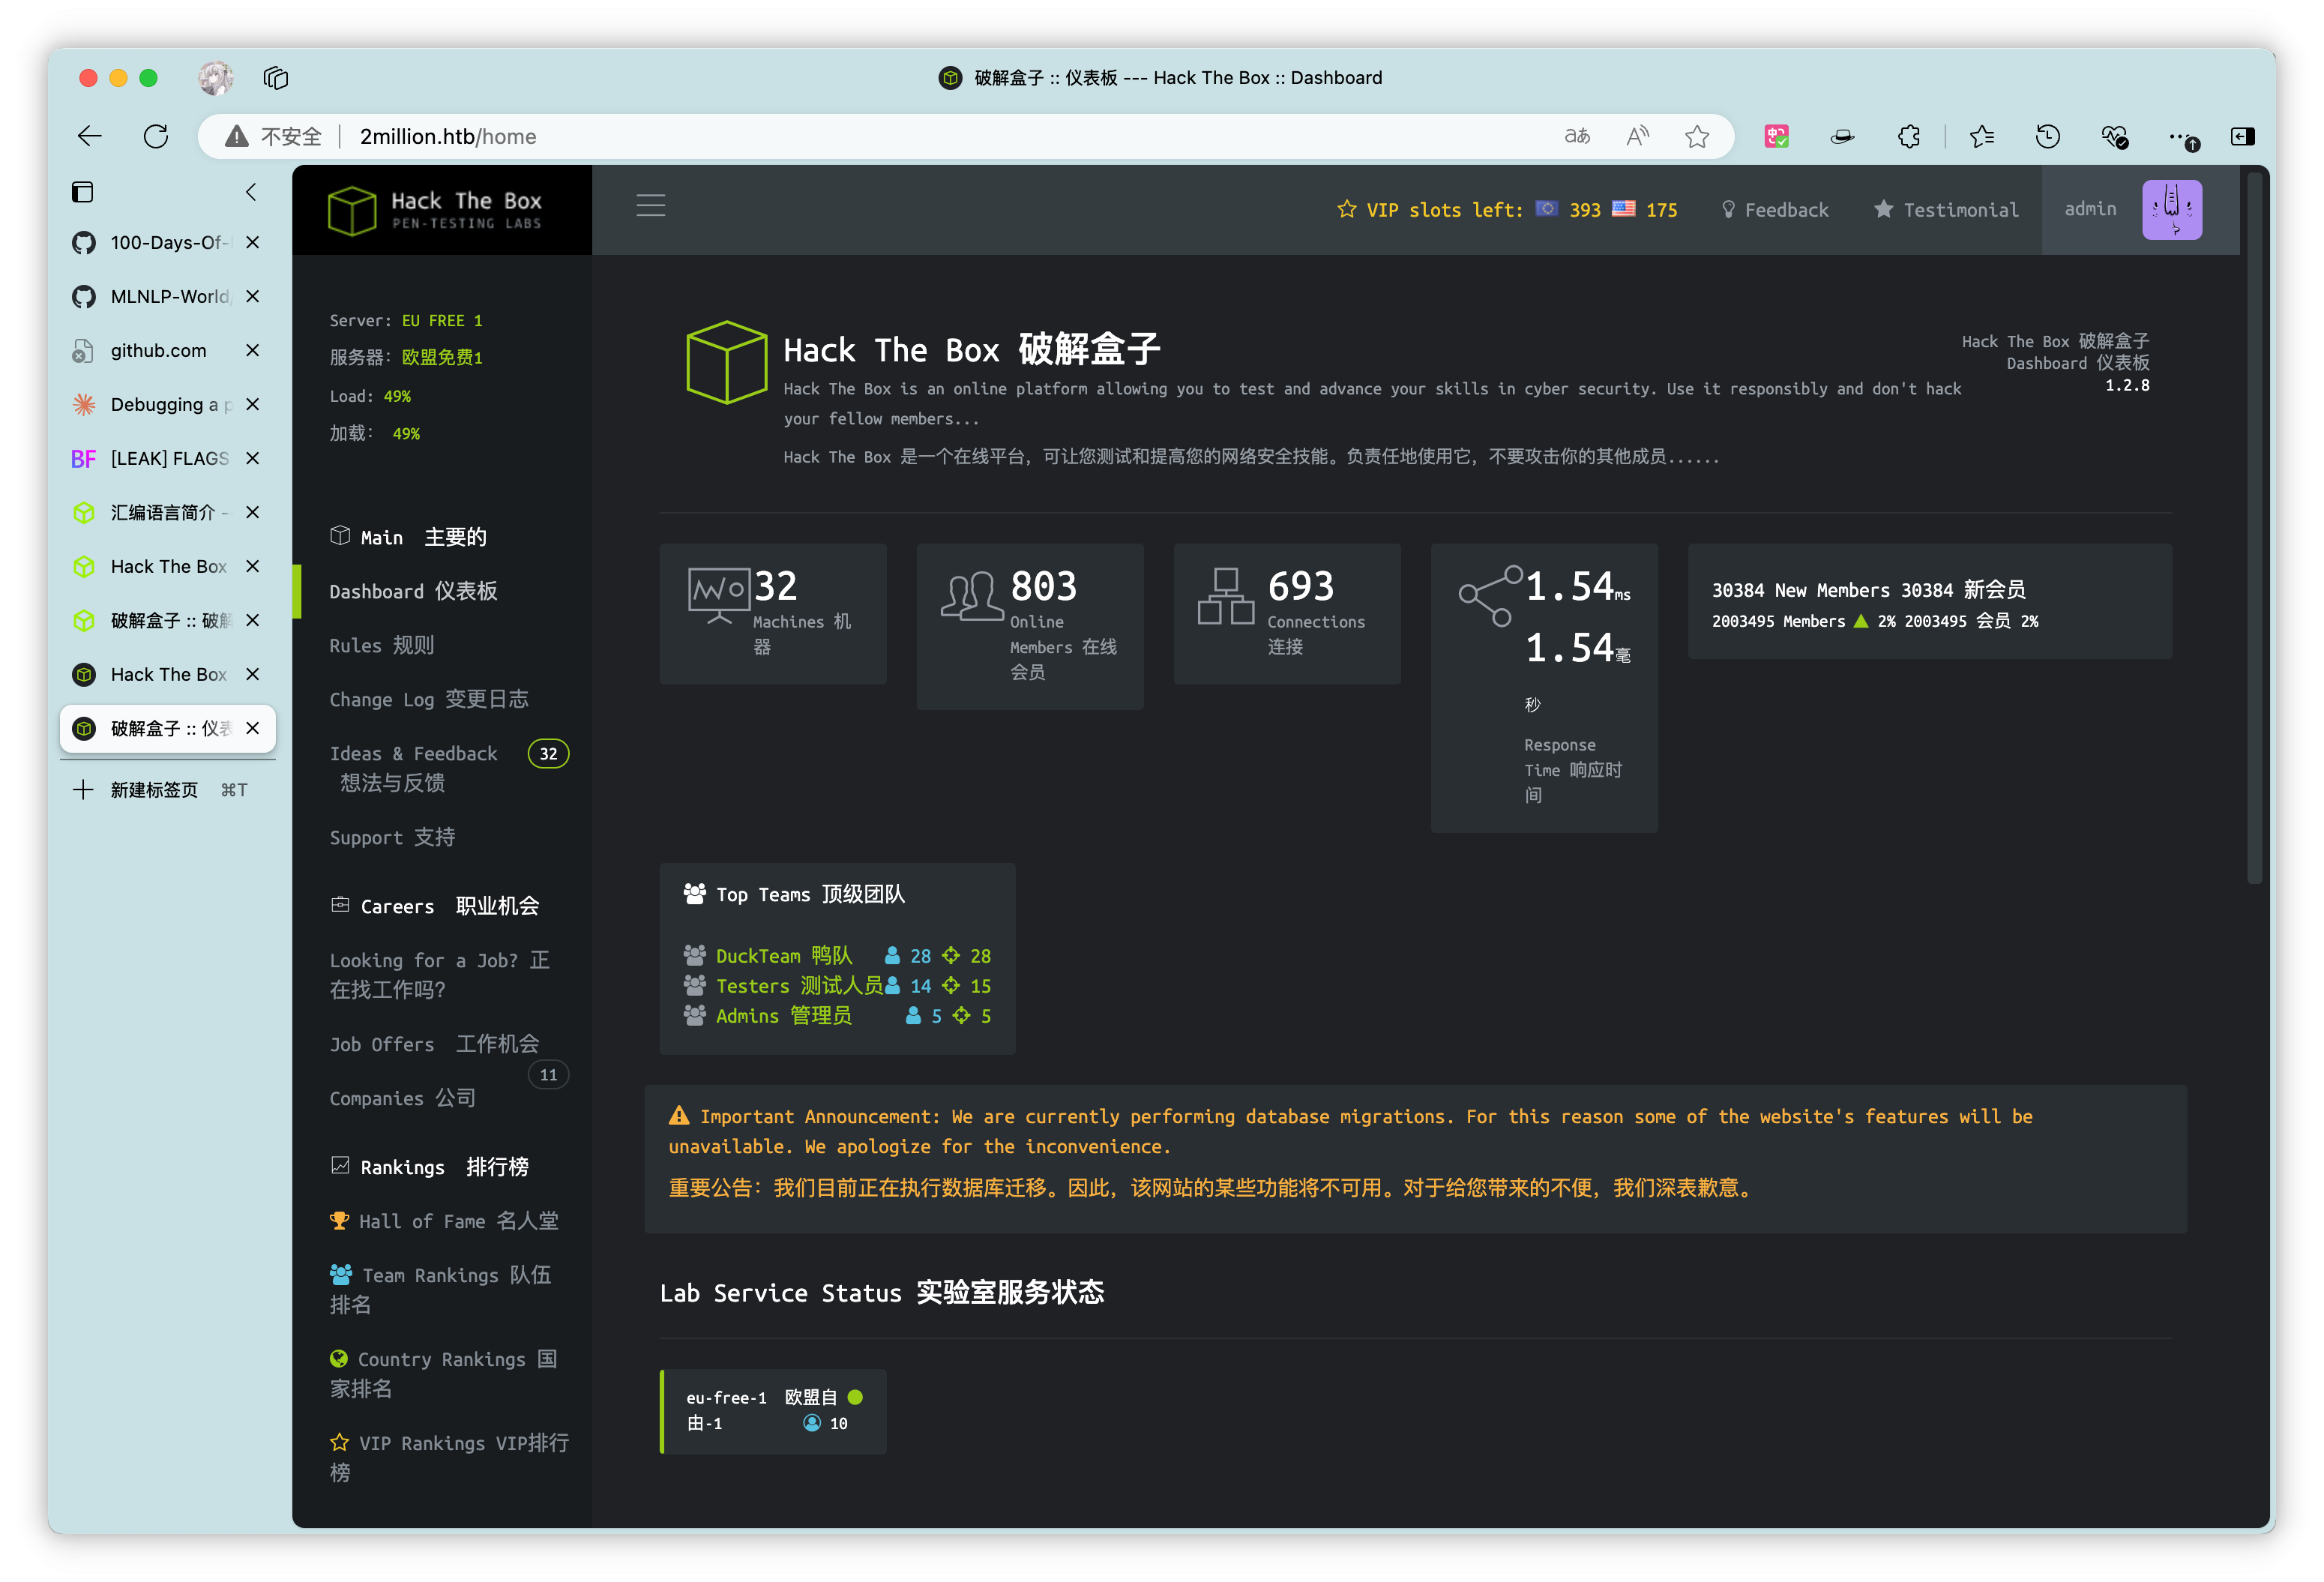 破解盒子 :: 仪表板 --- Hack The Box :: Dashboard
不安全 2million.htb/home
100-Days-Of-
MLNLP-World/
github.com
Debugging a p
BF [LEAK] FLAGS
汇编语言简介 -
Hack The Box
破解盒子 :: 破解
Hack The Box
破解盒子 :: 仪表
新建标签页 ⌘T
Hack The Box
PEN-TESTING LABS
VIP slots left: 393 175 Feedback Testimonial admin
Server: EU FREE 1
服务器: 欧盟免费1
Load: 49%
加载: 49%
Main 主要的
Dashboard 仪表板
Rules 规则
Change Log 变更日志
Ideas & Feedback 32
想法与反馈
Support 支持
Careers 职业机会
Looking for a Job? 正
在找工作吗?
Job Offers 工作机会
11
Companies 公司
Rankings 排行榜
Hall of Fame 名人堂
Team Rankings 队伍
排名
Country Rankings 国
家排名
VIP Rankings VIP排行
榜
Hack The Box 破解盒子
Hack The Box is an online platform allowing you to test and advance your skills in cyber security. Use it responsibly and don't hack
your fellow members...
Hack The Box 是一个在线平台，可让您测试和提高您的网络安全技能。负责任地使用它，不要攻击你的其他成员......
Hack The Box 破解盒子
Dashboard 仪表板
1.2.8
32
Machines 机
器
803
Online
Members 在线
会员
693
Connections
连接
1.54ms
1.54毫
秒
Response
Time 响应时
间
30384 New Members 30384 新会员
2003495 Members 2% 2003495 会员 2%
Top Teams 顶级团队
DuckTeam 鸭队 28 28
Testers 测试人员 14 15
Admins 管理员 5 5
Important Announcement: We are currently performing database migrations. For this reason some of the website's features will be
unavailable. We apologize for the inconvenience.
重要公告：我们目前正在执行数据库迁移。因此，该网站的某些功能将不可用。对于给您带来的不便，我们深表歉意。
Lab Service Status 实验室服务状态
eu-free-1 欧盟自
由-1 10